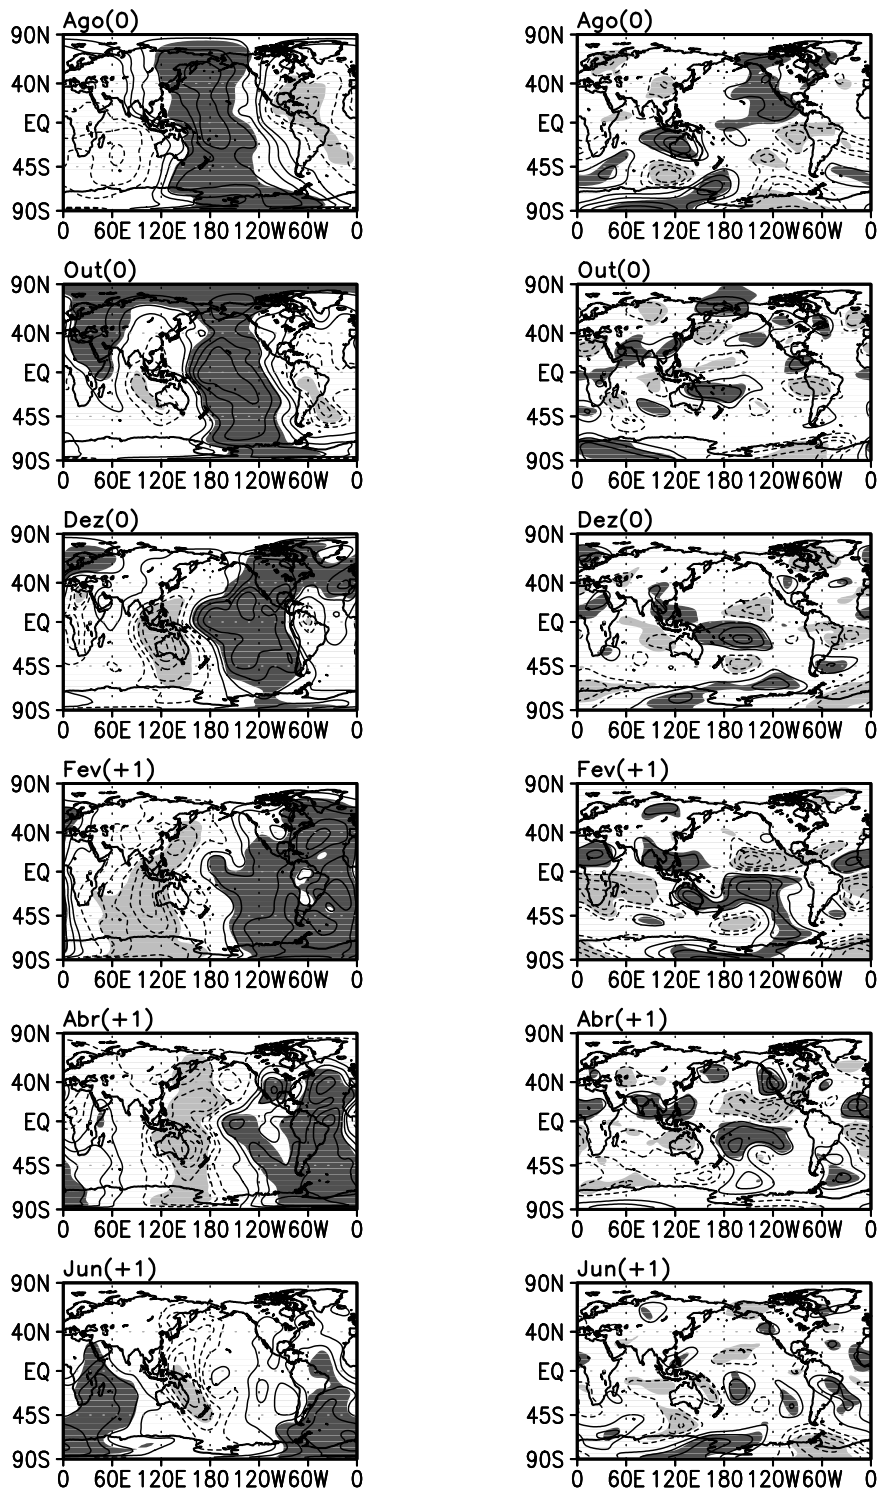 Ago(0) Ago(0)
90N 90N
40N 40N
EQ EQ
45S 45S
90S 90S
0 60E 120E 180 120W 60W 0 0 60E 120E 180 120W 60W 0
Out(0) Out(0)
90N 90N
40N 40N
EQ EQ
45S 45S
90S 90S
0 60E 120E 180 120W 60W 0 0 60E 120E 180 120W 60W 0
Dez(0) Dez(0)
90N 90N
40N 40N
EQ EQ
45S 45S
90S 90S
0 60E 120E 180 120W 60W 0 0 60E 120E 180 120W 60W 0
Fev(+1) Fev(+1)
90N 90N
40N 40N
EQ EQ
45S 45S
90S 90S
0 60E 120E 180 120W 60W 0 0 60E 120E 180 120W 60W 0
Abr(+1) Abr(+1)
90N 90N
40N 40N
EQ EQ
45S 45S
90S 90S
0 60E 120E 180 120W 60W 0 0 60E 120E 180 120W 60W 0
Jun(+1) Jun(+1)
90N 90N
40N 40N
EQ EQ
45S 45S
90S 90S
0 60E 120E 180 120W 60W 0 0 60E 120E 180 120W 60W 0